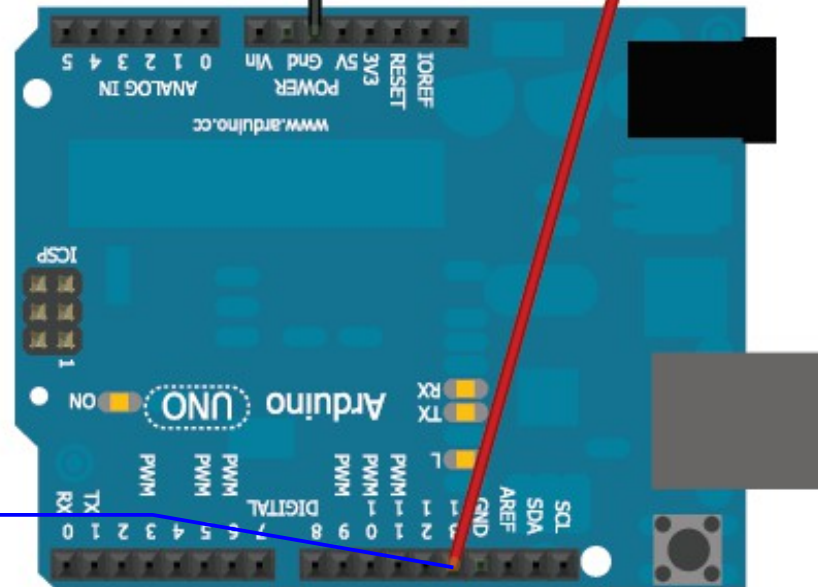 5 4 3 2 1 0
ANALOG IN
Vin Gnd 5V 3V3 RESET IOREF
POWER
www.arduino.cc
ICSP
1
ON
UNO
Arduino
RX
TX
L
PWM PWM PWM PWM PWM PWM
DIGITAL
RX TX
0 1 2 3 4 5 6 7 8 9 10 11 12 13 GND AREF SDA SCL